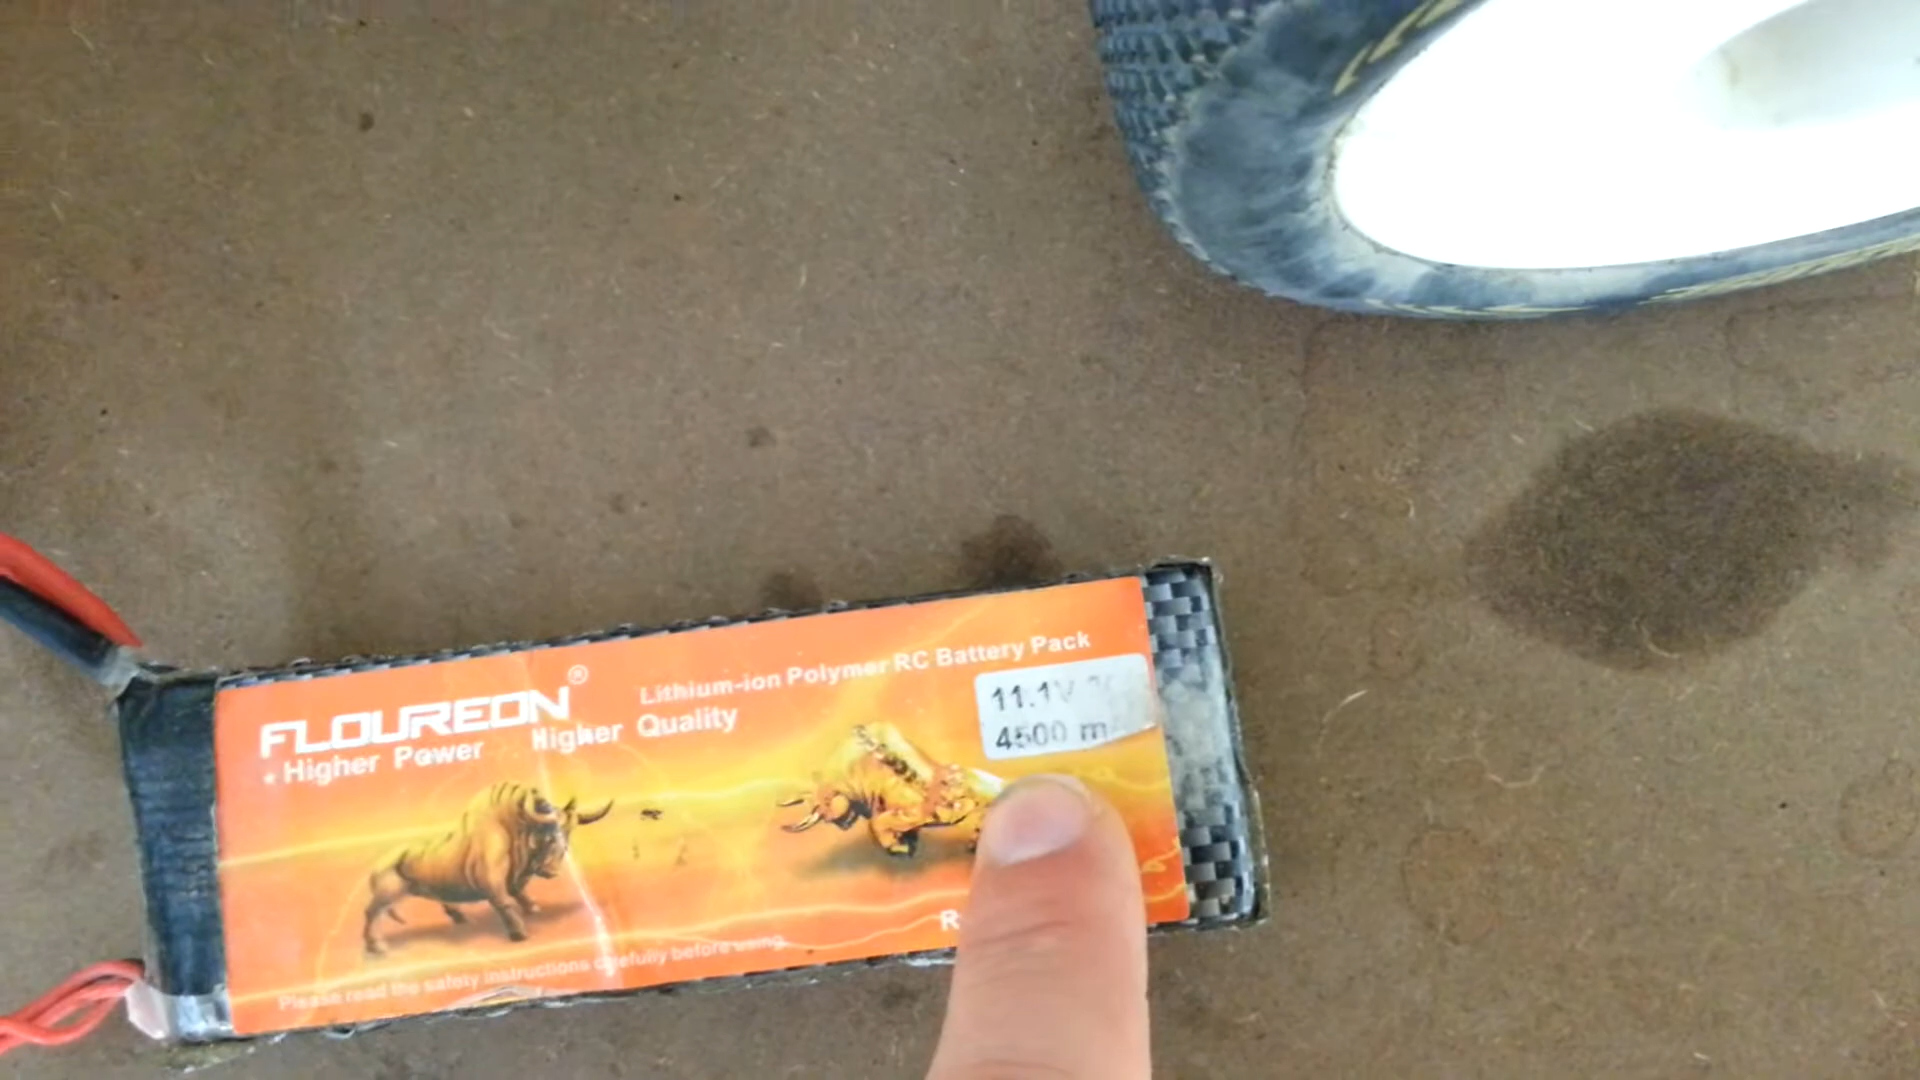 FLOUREON®
Lithium-ion Polymer RC Battery Pack
* Higher Power Higher Quality
11.1V
4500 m
Please read the safety instructions carefully before using.
R